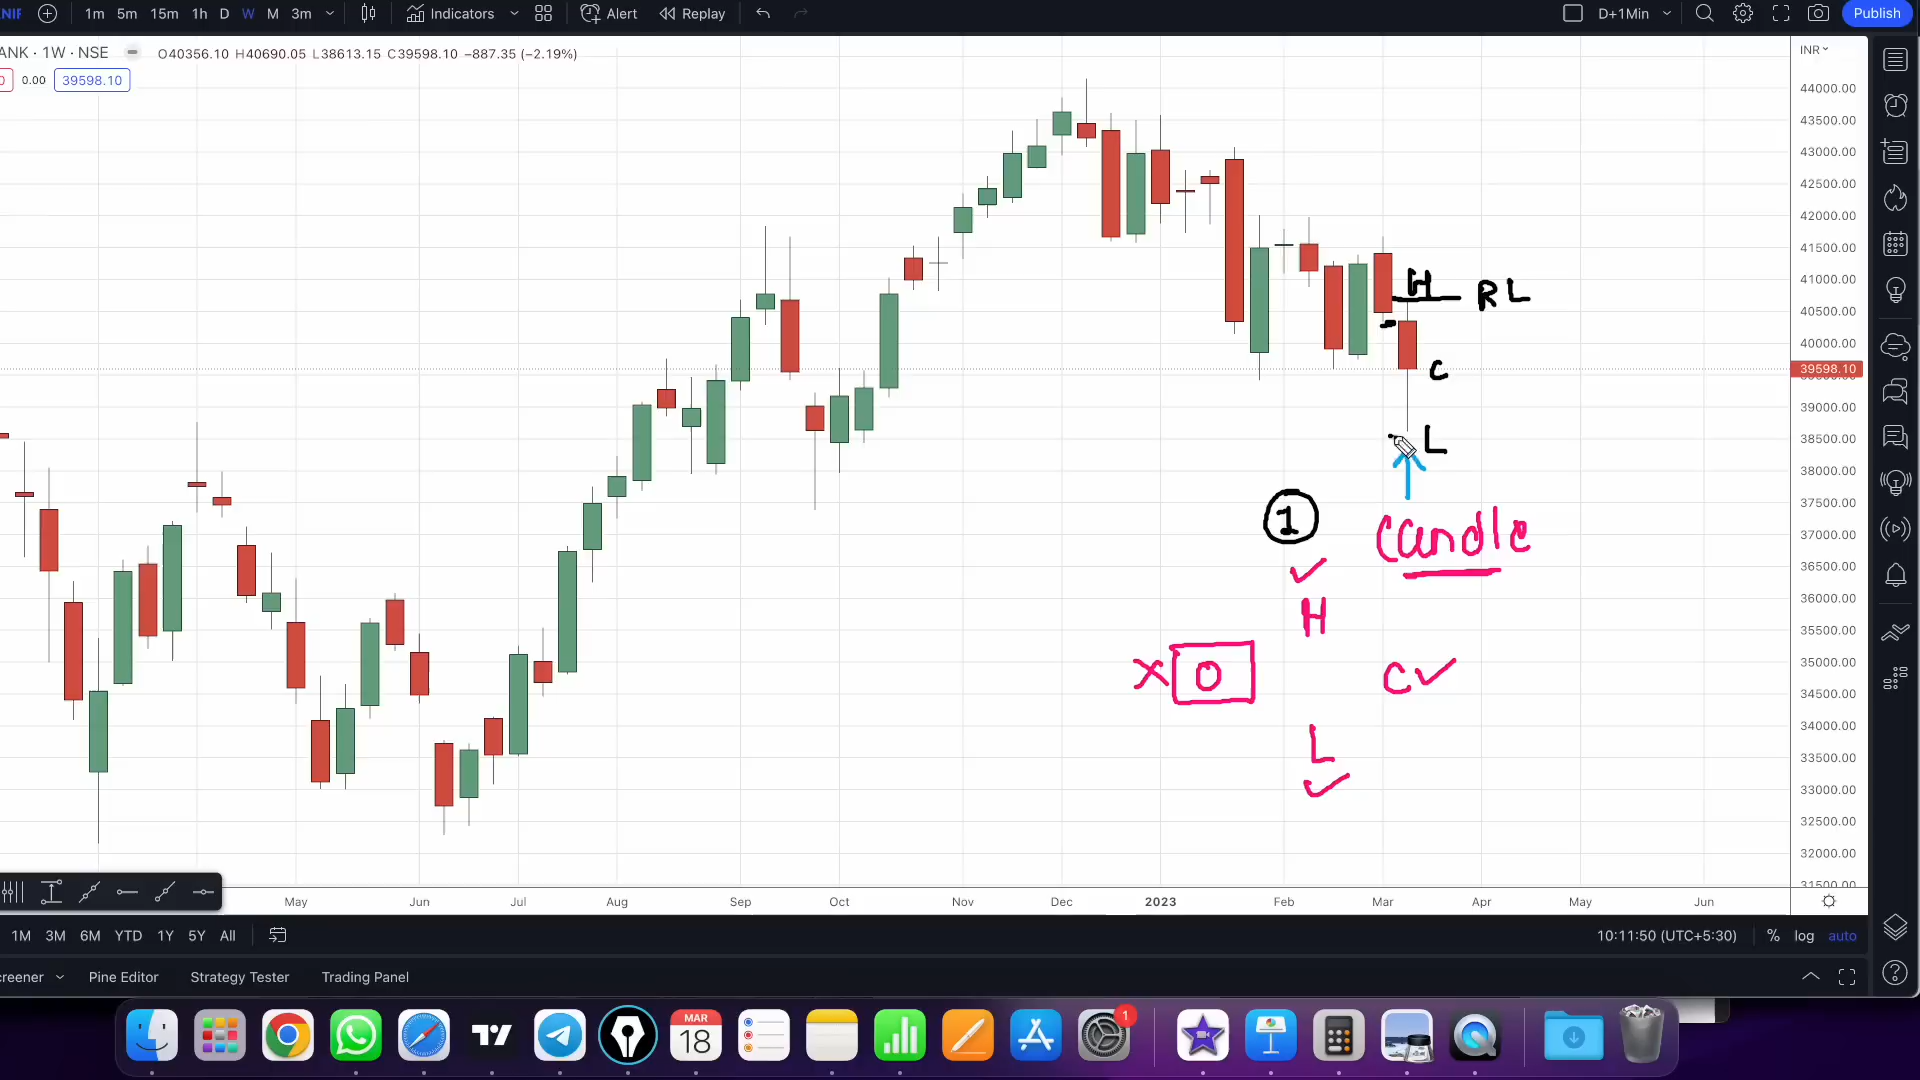 1m 5m 15m 1h D W M 3m Indicators Alert Replay D+1Min Publish
ANK · 1W · NSE O40356.10 H40690.05 L38613.15 C39598.10 −887.35 (−2.19%)
INR
0 0.00 39598.10
44000.00
43500.00
43000.00
42500.00
42000.00
41500.00
41000.00
40500.00
40000.00
39598.10
39000.00
38500.00
38000.00
37500.00
37000.00
36500.00
36000.00
35500.00
35000.00
34500.00
34000.00
33500.00
33000.00
32500.00
32000.00
31500.00
H R L
C
L
1 Candle
H
X O C
L
May Jun Jul Aug Sep Oct Nov Dec 2023 Feb Mar Apr May Jun
1M 3M 6M YTD 1Y 5Y All 10:11:50 (UTC+5:30) % log auto
creener Pine Editor Strategy Tester Trading Panel
MAR
18
1